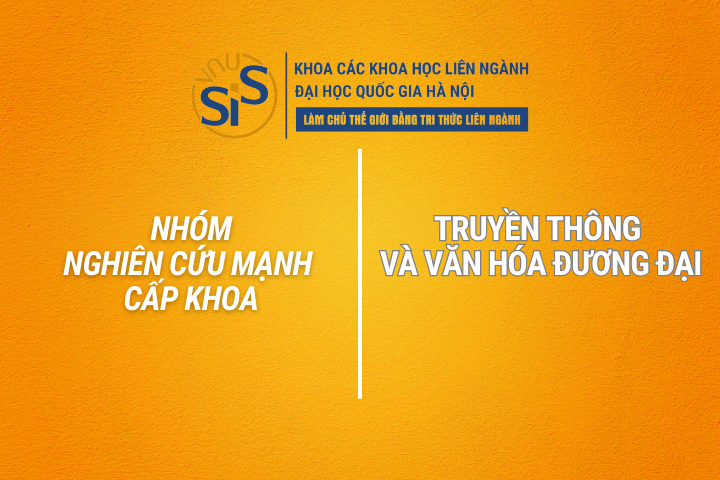 VNU
SIS
KHOA CÁC KHOA HỌC LIÊN NGÀNH
ĐẠI HỌC QUỐC GIA HÀ NỘI
LÀM CHỦ THẾ GIỚI BẰNG TRI THỨC LIÊN NGÀNH
NHÓM
NGHIÊN CỨU MẠNH
CẤP KHOA
TRUYỀN THÔNG
VÀ VĂN HÓA ĐƯƠNG ĐẠI